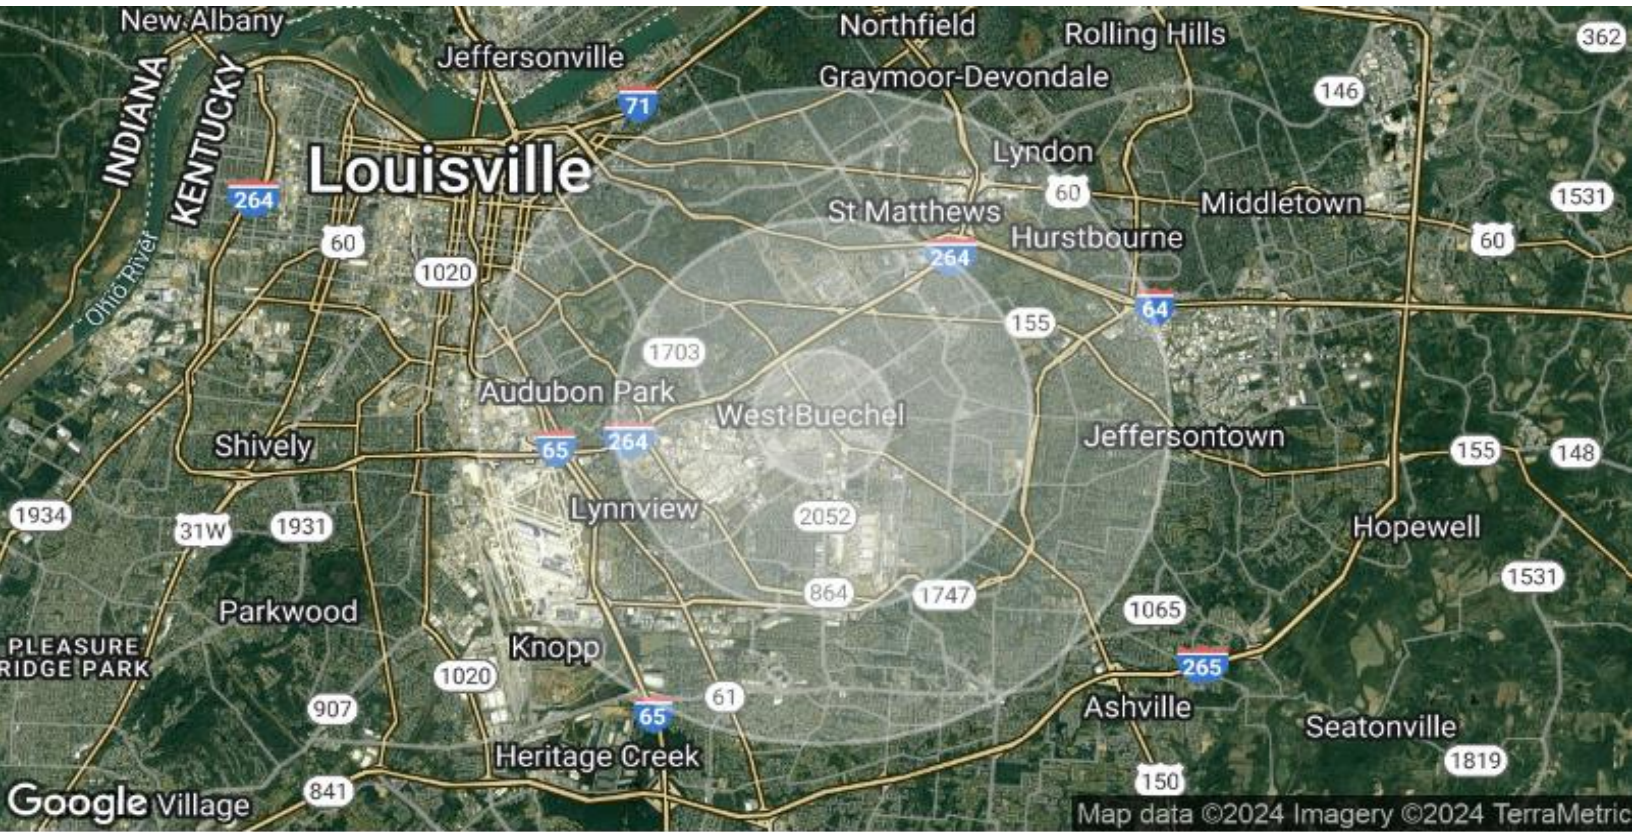 New Albany
Northfield
Rolling Hills
362
Jeffersonville
Graymoor-Devondale
INDIANA
KENTUCKY
71
146
Lyndon
Louisville
264
60
Middletown
1531
St Matthews
60
Hurstbourne
60
264
1020
Ohio River
64
155
1703
Audubon Park
West Buechel
Shively
65
264
Jeffersontown
155
148
1934
31W
1931
Lynnview
2052
Hopewell
1531
864
1747
Parkwood
1065
PLEASURE
RIDGE PARK
Knopp
1020
265
907
61
65
Ashville
Seatonville
Heritage Creek
1819
841
150
Google
Village
Map data ©2024 Imagery ©2024 TerraMetric